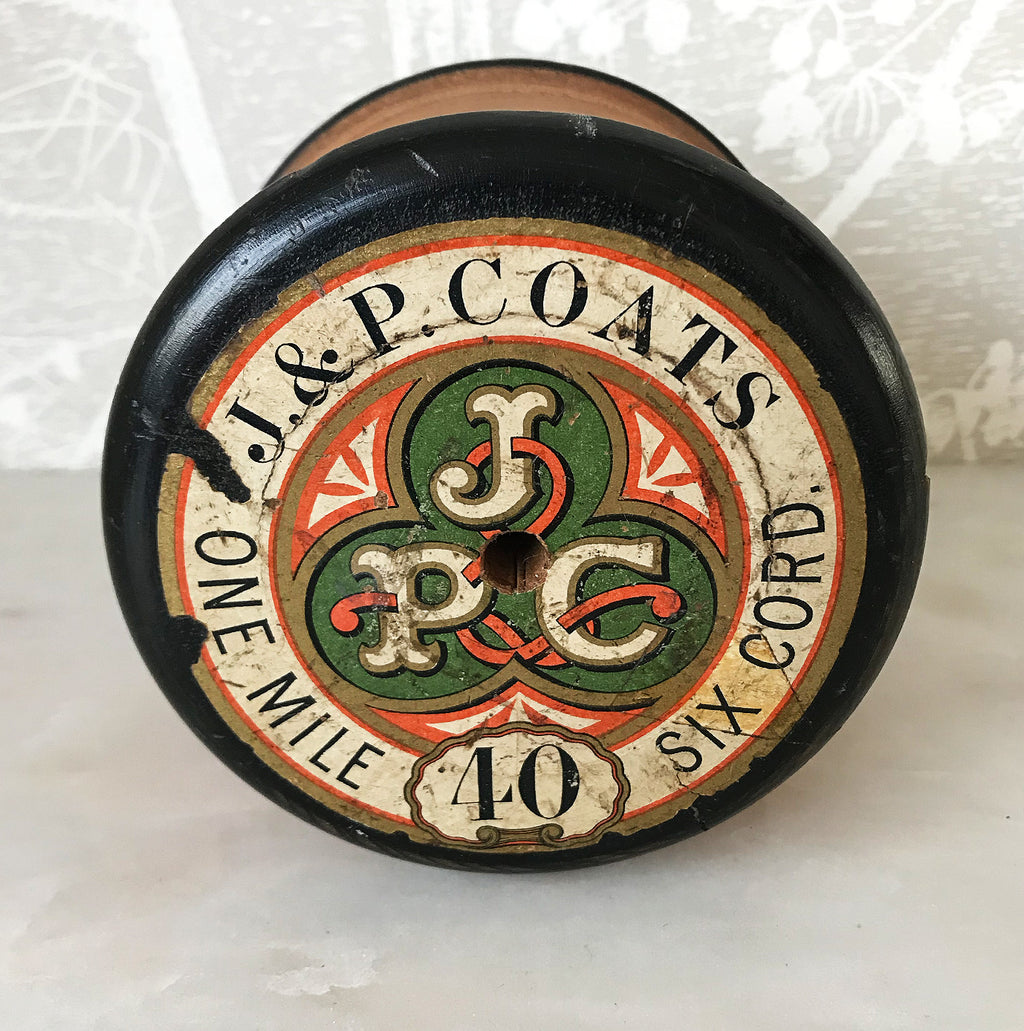 J. & P. COATS
J
P C
ONE MILE
40
SIX CORD.